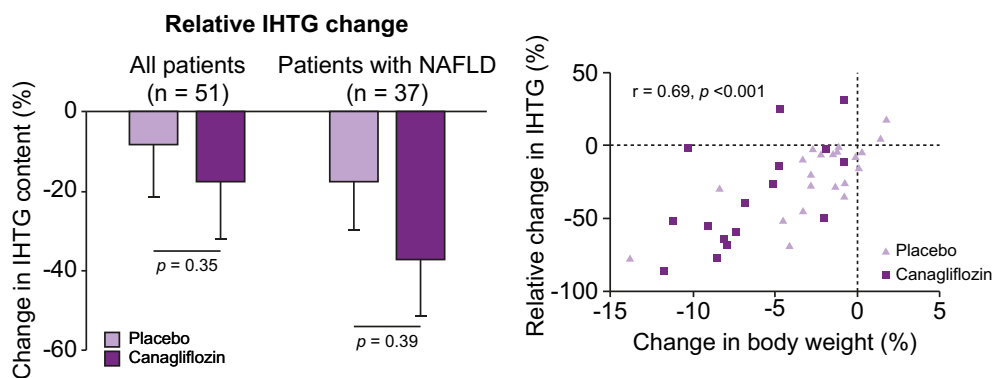 Relative IHTG change
All patients
(n = 51)
Patients with NAFLD
(n = 37)
Change in IHTG content (%)
0
-20
-40
-60
p = 0.35
p = 0.39
Placebo
Canagliflozin
Relative change in IHTG (%)
50
0
-50
-100
r = 0.69, p <0.001
Placebo
Canagliflozin
-15
-10
-5
0
5
Change in body weight (%)